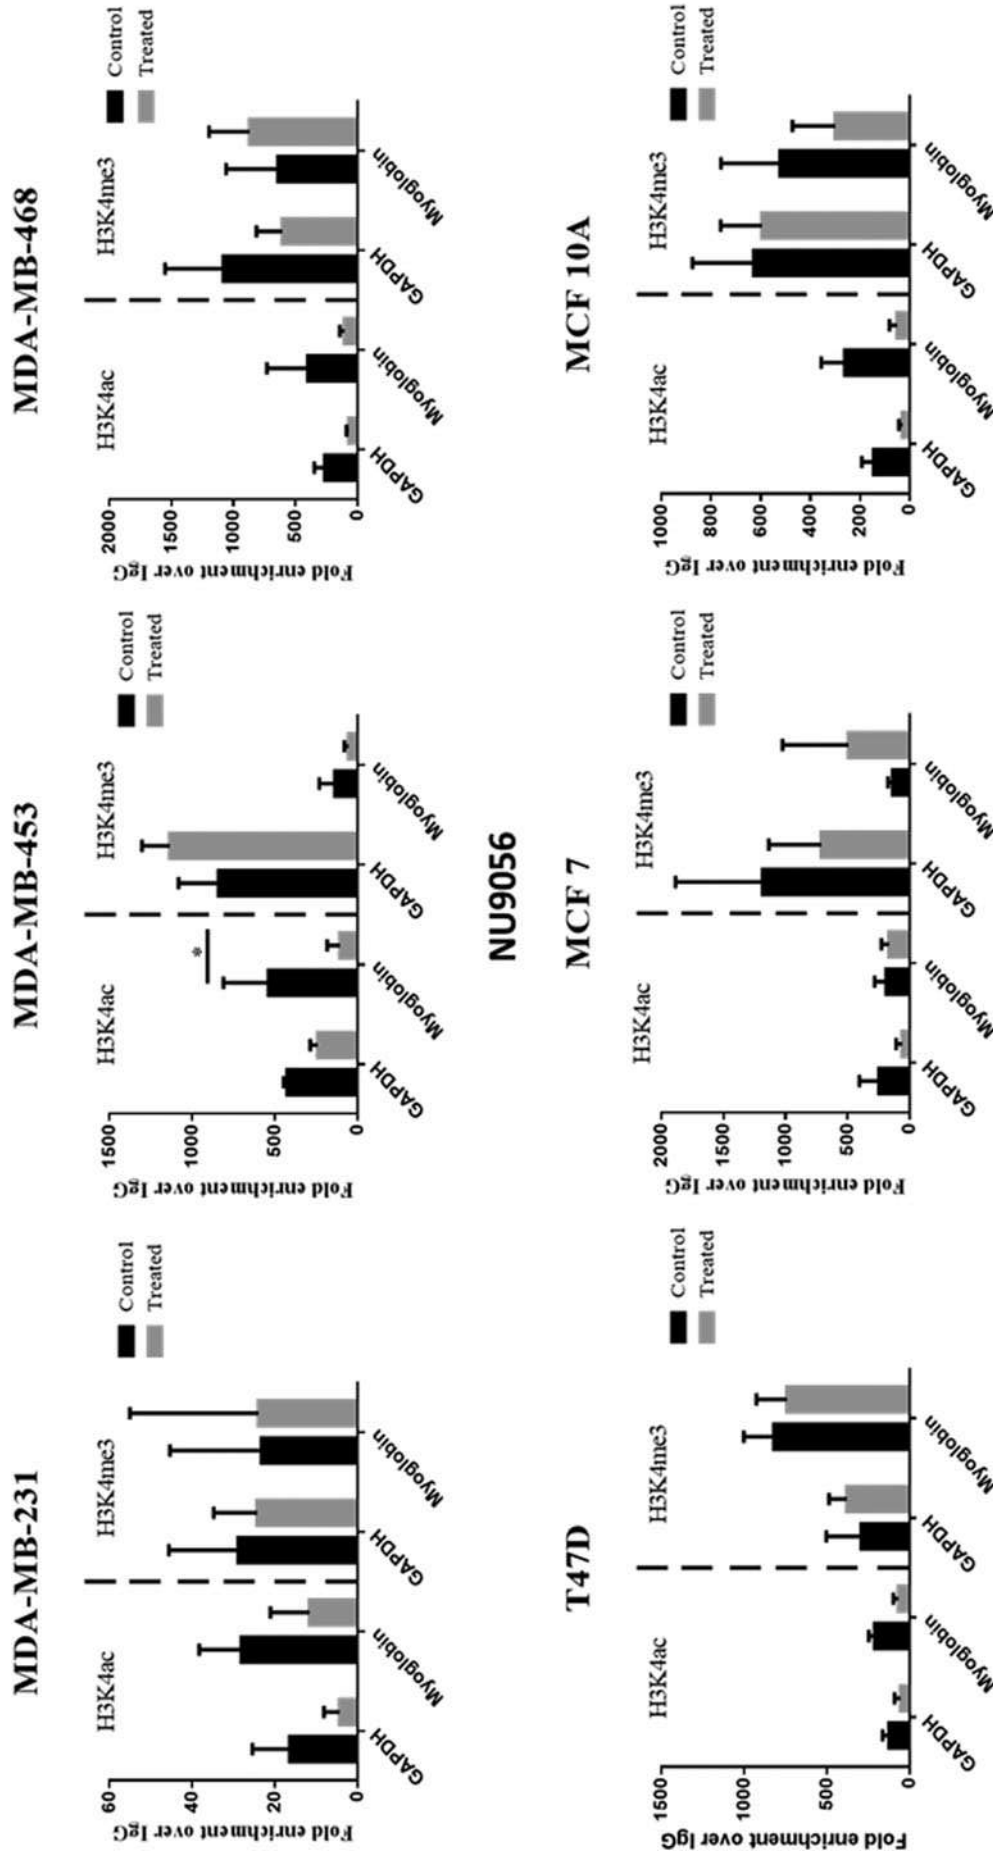 MDA-MB-231
60
40
20
0
Fold enrichment over IgG
H3K4ac
H3K4me3
GAPDH
Myoglobin
GAPDH
Myoglobin
Control
Treated
MDA-MB-453
1500
1000
500
0
Fold enrichment over IgG
H3K4ac
H3K4me3
*
GAPDH
Myoglobin
GAPDH
Myoglobin
Control
Treated
MDA-MB-468
2000
1500
1000
500
0
Fold enrichment over IgG
H3K4ac
H3K4me3
GAPDH
Myoglobin
GAPDH
Myoglobin
Control
Treated
NU9056
T47D
1500
1000
500
0
Fold enrichment over IgG
H3K4ac
H3K4me3
GAPDH
Myoglobin
GAPDH
Myoglobin
Control
Treated
MCF 7
2000
1500
1000
500
0
Fold enrichment over IgG
H3K4ac
H3K4me3
GAPDH
Myoglobin
GAPDH
Myoglobin
Control
Treated
MCF 10A
1000
800
600
400
200
0
Fold enrichment over IgG
H3K4ac
H3K4me3
GAPDH
Myoglobin
GAPDH
Myoglobin
Control
Treated